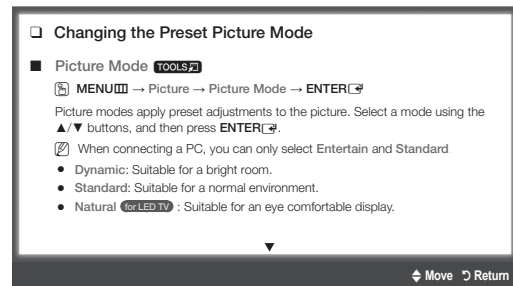 ❑ Changing the Preset Picture Mode
■ Picture Mode TOOLS
MENU → Picture → Picture Mode → ENTER
Picture modes apply preset adjustments to the picture. Select a mode using the
▲/▼ buttons, and then press ENTER.
When connecting a PC, you can only select Entertain and Standard
● Dynamic: Suitable for a bright room.
● Standard: Suitable for a normal environment.
● Natural for LED TV : Suitable for an eye comfortable display.
▼
Move Return